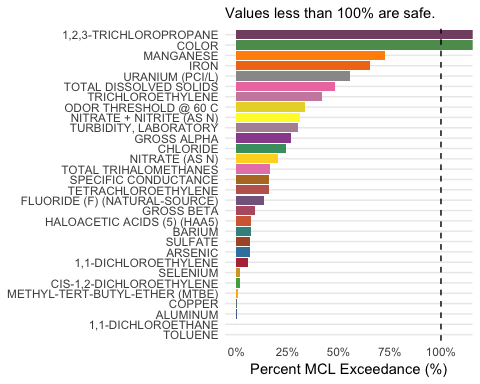 Values less than 100% are safe.
1,2,3-TRICHLOROPROPANE
COLOR
MANGANESE
IRON
URANIUM (PCI/L)
TOTAL DISSOLVED SOLIDS
TRICHLOROETHYLENE
ODOR THRESHOLD @ 60 C
NITRATE + NITRITE (AS N)
TURBIDITY, LABORATORY
GROSS ALPHA
CHLORIDE
NITRATE (AS N)
TOTAL TRIHALOMETHANES
SPECIFIC CONDUCTANCE
TETRACHLOROETHYLENE
FLUORIDE (F) (NATURAL-SOURCE)
GROSS BETA
HALOACETIC ACIDS (5) (HAA5)
BARIUM
SULFATE
ARSENIC
1,1-DICHLOROETHYLENE
SELENIUM
CIS-1,2-DICHLOROETHYLENE
METHYL-TERT-BUTYL-ETHER (MTBE)
COPPER
ALUMINUM
1,1-DICHLOROETHANE
TOLUENE
0% 25% 50% 75% 100%
Percent MCL Exceedance (%)